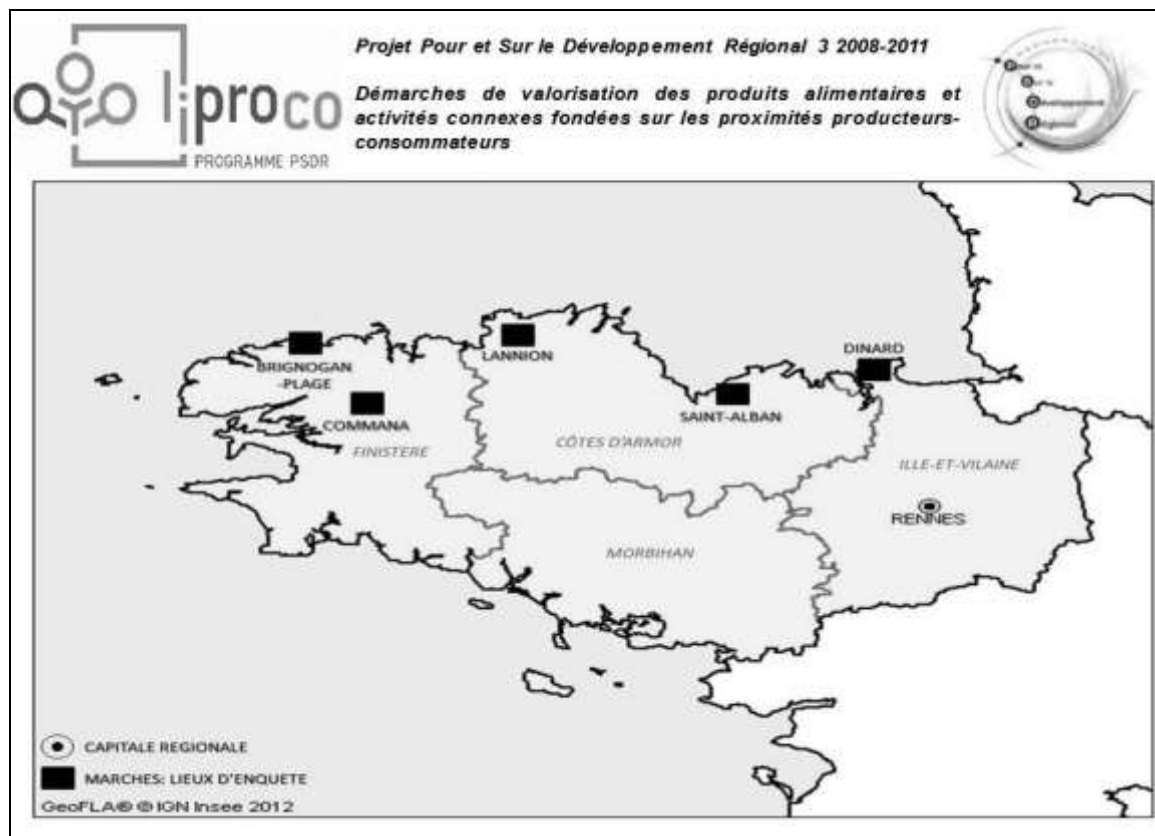 Projet Pour et Sur le Développement Régional 3 2008-2011
liproco
PROGRAMME PSDR
Démarches de valorisation des produits alimentaires et
activités connexes fondées sur les proximités producteurs-
consommateurs
BRIGNOGAN
-PLAGE
LANNION
DINARD
COMMANA
SAINT-ALBAN
FINISTERE
CÔTES D'ARMOR
ILLE-ET-VILAINE
RENNES
MORBIHAN
CAPITALE REGIONALE
MARCHES: LIEUX D'ENQUETE
GeoFLA® © IGN Insee 2012